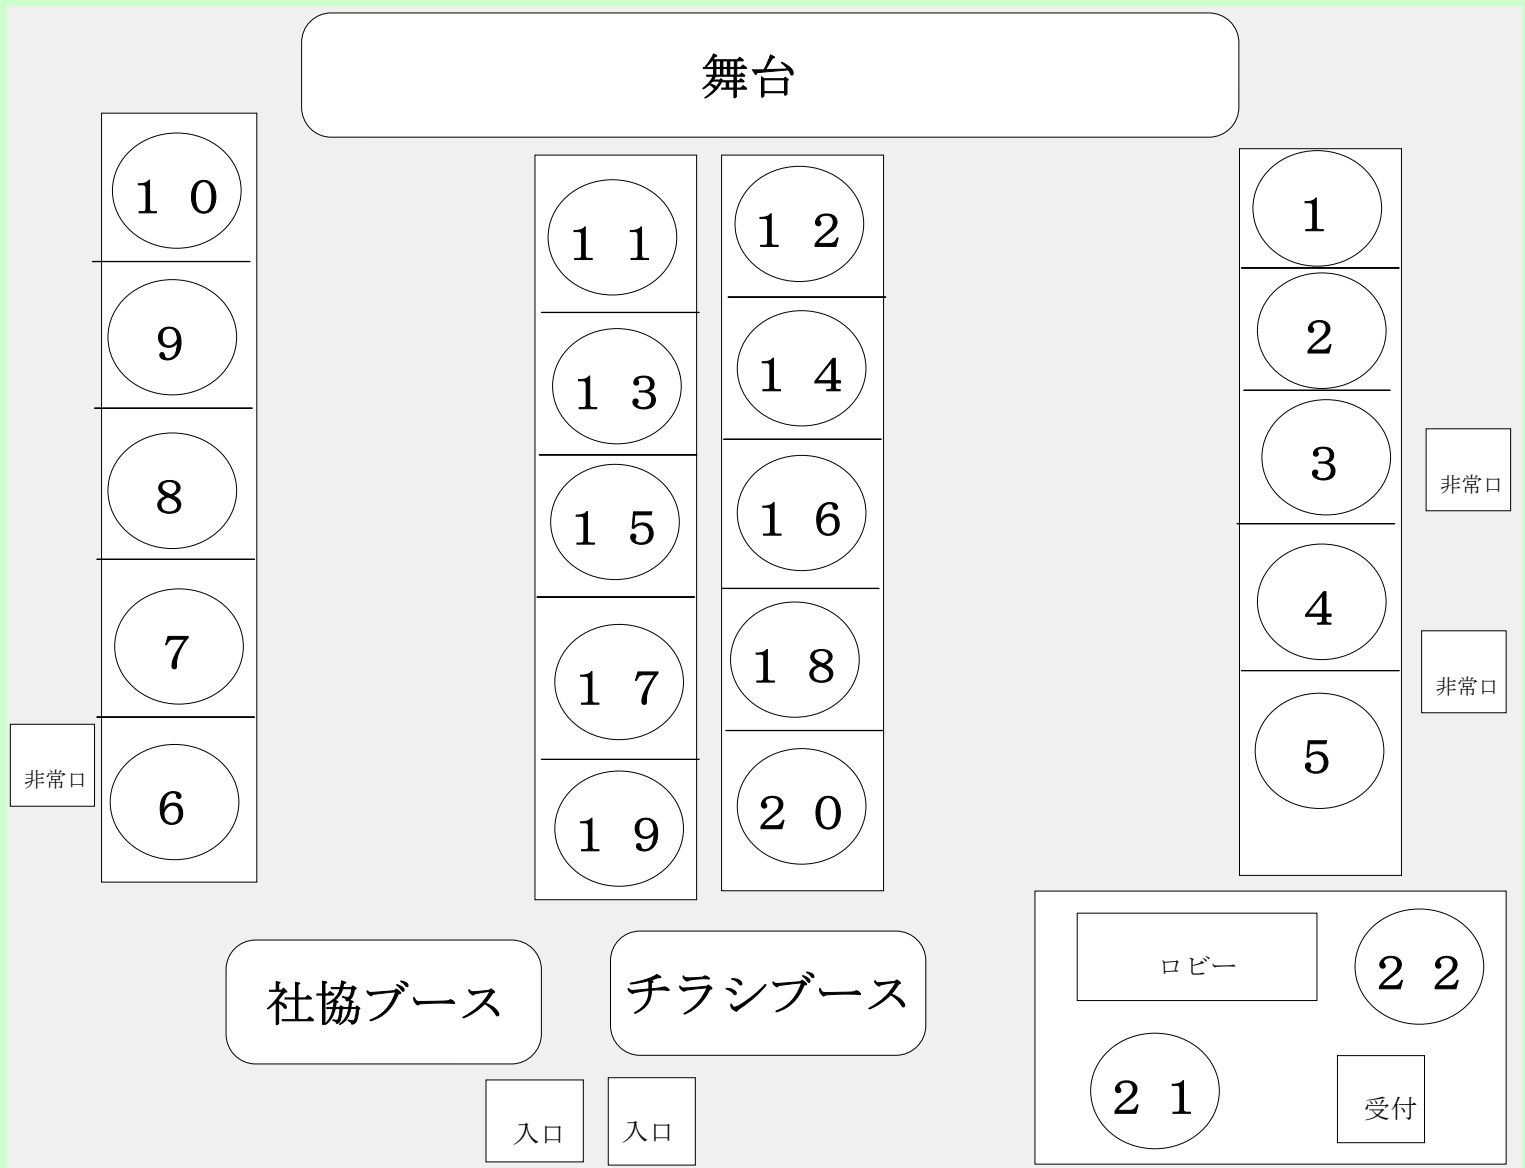 舞台
１０
１１
１２
１
９
１３
１４
２
８
１５
１６
３
非常口
７
１７
１８
４
非常口
非常口
６
１９
２０
５
社協ブース
チラシブース
ロビー
２２
２１
受付
入口
入口